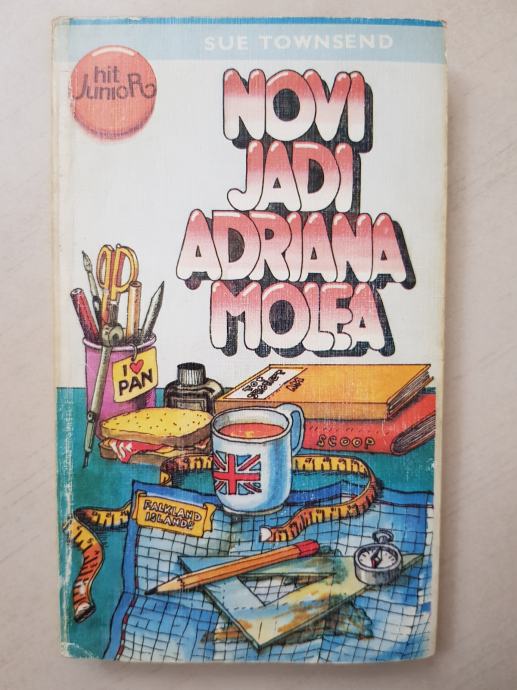 SUE TOWNSEND
hit
JunioR
NOVI
JADI
ADRIANA
MOLEA
I ♥
PAN
SCOOP
FALKLAND
ISLANDS